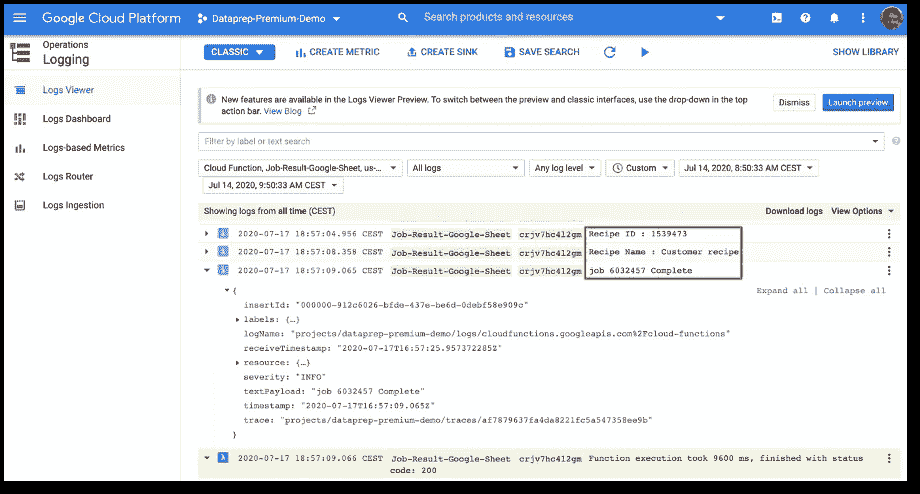 Google Cloud Platform
Dataprep-Premium-Demo
Search products and resources
Operations
Logging
CLASSIC
CREATE METRIC
CREATE SINK
SAVE SEARCH
SHOW LIBRARY
Logs Viewer
Logs Dashboard
Logs-based Metrics
Logs Router
Logs Ingestion
New features are available in the Logs Viewer Preview. To switch between the preview and classic interfaces, use the drop-down in the top
action bar. View Blog
Dismiss
Launch preview
Filter by label or text search
Cloud Function, Job-Result-Google-Sheet, us-...
All logs
Any log level
Custom
Jul 14, 2020, 8:50:33 AM CEST
Jul 14, 2020, 9:50:33 AM CEST
Showing logs from all time (CEST)
Download logs
View Options
2020-07-17 18:57:04.956 CEST Job-Result-Google-Sheet crjv7hc4l2gm Recipe ID : 1539473
2020-07-17 18:57:08.358 CEST Job-Result-Google-Sheet crjv7hc4l2gm Recipe Name : Customer recipe
2020-07-17 18:57:09.065 CEST Job-Result-Google-Sheet crjv7hc4l2gm job 6032457 Complete
Expand all | Collapse all
{
insertId: "000000-912c6026-bfde-437e-be6d-0debf58e909c"
labels: {…}
logName: "projects/dataprep-premium-demo/logs/cloudfunctions.googleapis.com%2Fcloud-functions"
receiveTimestamp: "2020-07-17T16:57:25.957372285Z"
resource: {…}
severity: "INFO"
textPayload: "job 6032457 Complete"
timestamp: "2020-07-17T16:57:09.065Z"
trace: "projects/dataprep-premium-demo/traces/af7879637fa4da8221fc5a547358ee9b"
}
2020-07-17 18:57:09.066 CEST Job-Result-Google-Sheet crjv7hc4l2gm Function execution took 9600 ms, finished with status
code: 200